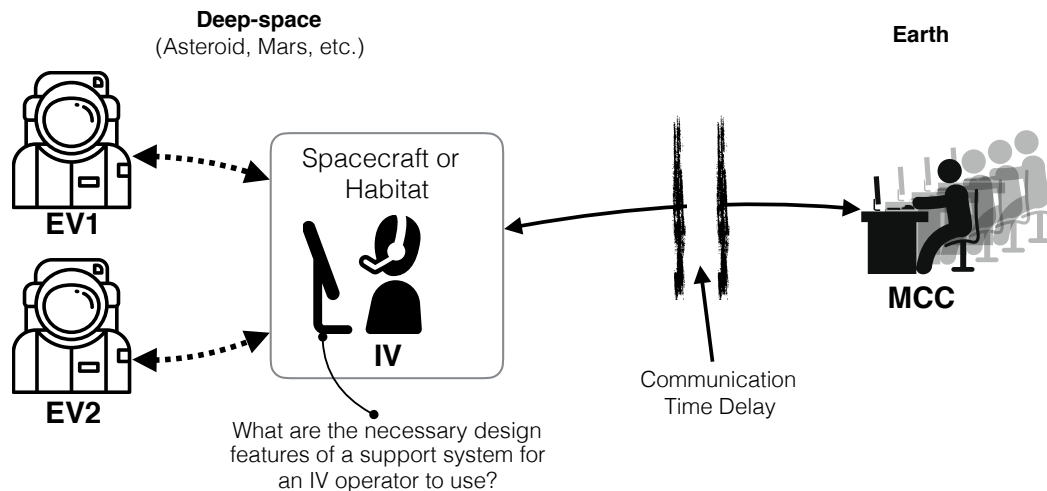 Deep-space
(Asteroid, Mars, etc.)
Earth
EV1
Spacecraft or
Habitat
IV
EV2
MCC
Communication
Time Delay
What are the necessary design
features of a support system for
an IV operator to use?